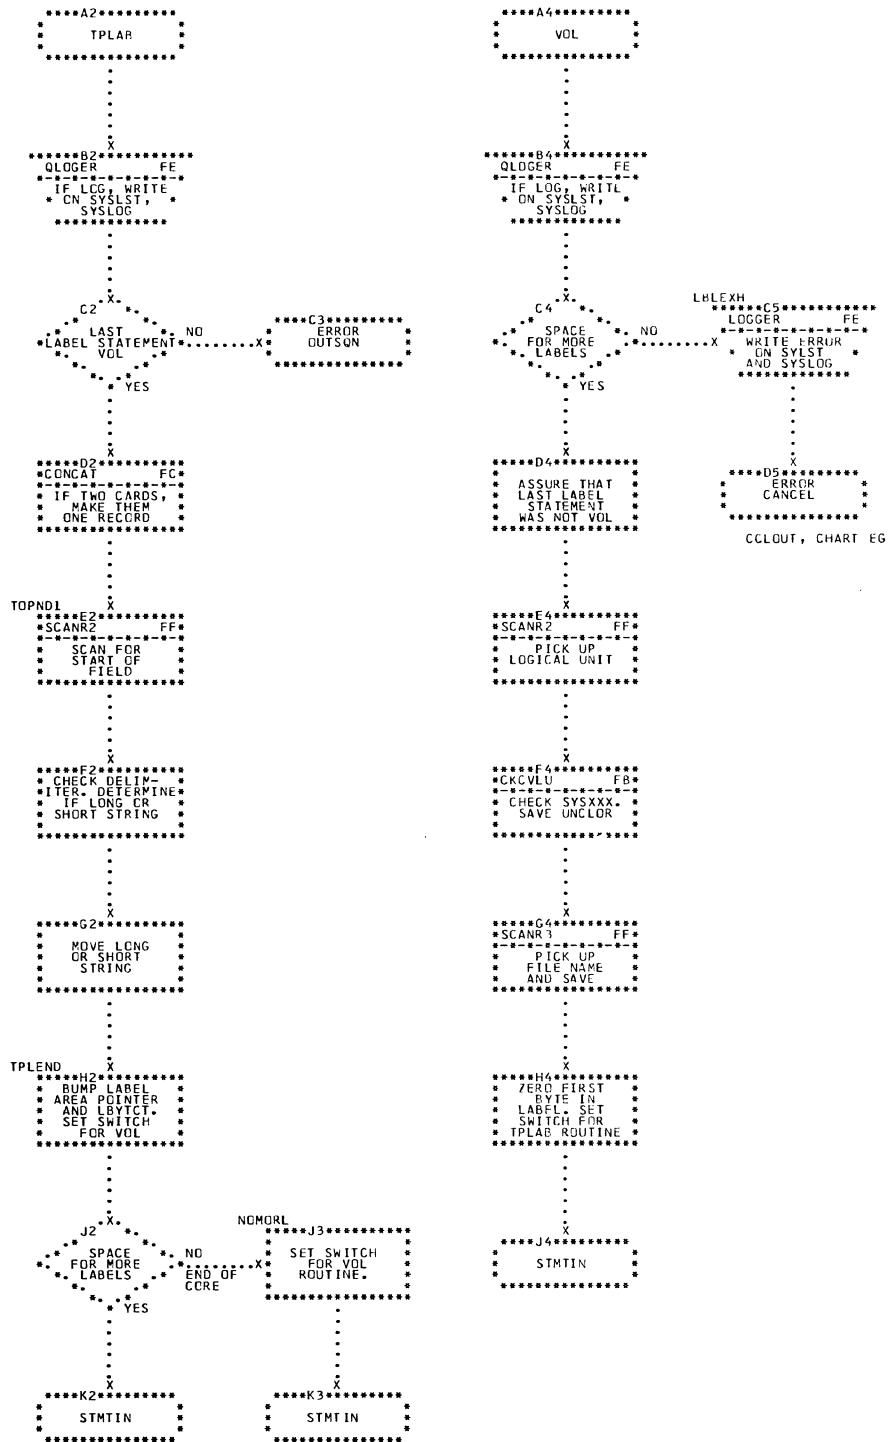 A2
TPLAB
B2
QLOGER FE
IF LCG, WRITE
CN SYSLST,
SYSLOG
C2
LAST
LABEL STATEMENT
VOL
NO
YES
C3
ERROR
OUTSQN
D2
CONCAT FC
IF TWO CARDS,
MAKE THEM
ONE RECORD
TOPND1
E2
SCANR2 FF
SCAN FOR
START OF
FIELD
F2
CHECK DELIM-
ITER. DETERMINE
IF LONG CR
SHORT STRING
G2
MOVE LONG
OR SHORT
STRING
TPLEND
H2
BUMP LABEL
AREA POINTER
AND LBYTCT.
SET SWITCH
FOR VOL
J2
SPACE
FOR MORE
LABELS
NO
END OF
CORE
YES
NOMORL
J3
SET SWITCH
FOR VOL
ROUTINE.
K2
STMTIN
K3
STMTIN
A4
VOL
B4
QLOGER FE
IF LOG, WRITE
ON SYSLST,
SYSLOG
C4
SPACE
FOR MORE
LABELS
NO
YES
LBLEXH
C5
LOGGER FE
WRITE ERROR
ON SYLST
AND SYSLOG
D5
ERROR
CANCEL
CCLOUT, CHART EG
D4
ASSURE THAT
LAST LABEL
STATEMENT
WAS NOT VOL
E4
SCANR2 FF
PICK UP
LOGICAL UNIT
F4
CKCVLU FB
CHECK SYSXXX.
SAVE UNCLOR
G4
SCANR3 FF
PICK UP
FILE NAME
AND SAVE
H4
ZERO FIRST
BYTE IN
LABEL. SET
SWITCH FOR
TPLAB ROUTINE
J4
STMTIN